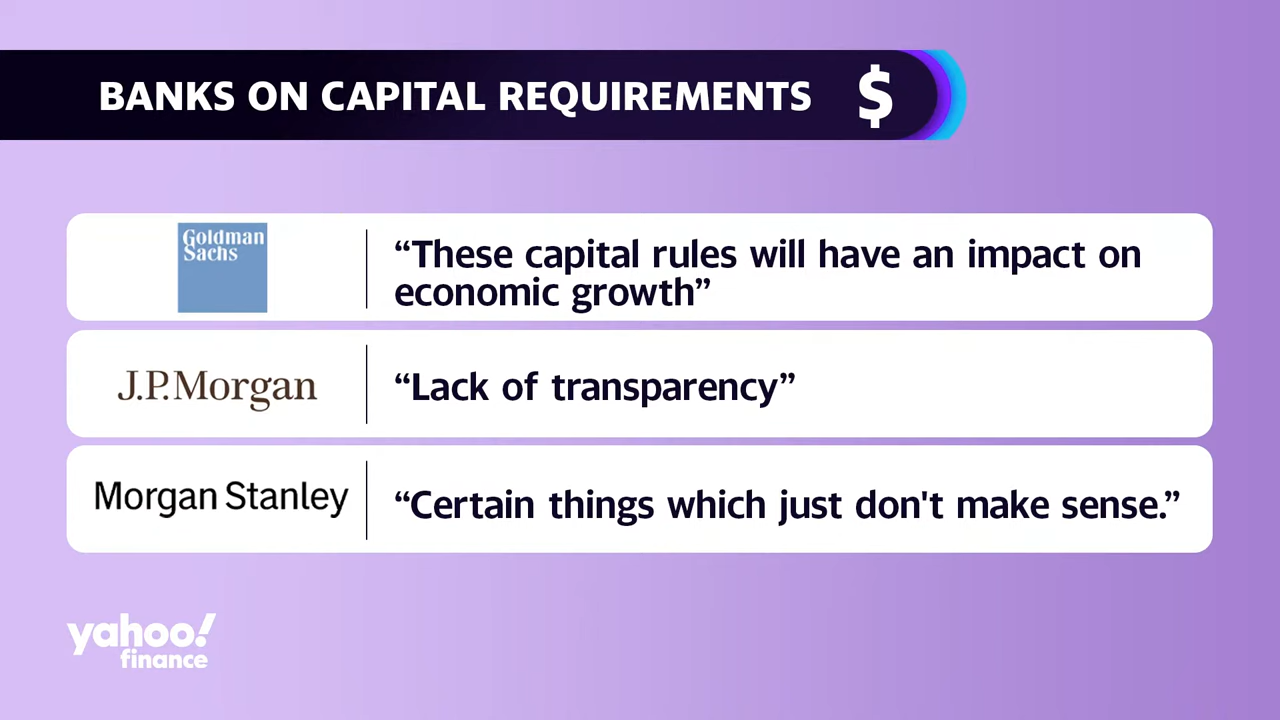 BANKS ON CAPITAL REQUIREMENTS $
Goldman
Sachs
“These capital rules will have an impact on
economic growth”
J.P.Morgan
“Lack of transparency”
Morgan Stanley
“Certain things which just don't make sense.”
yahoo!
finance